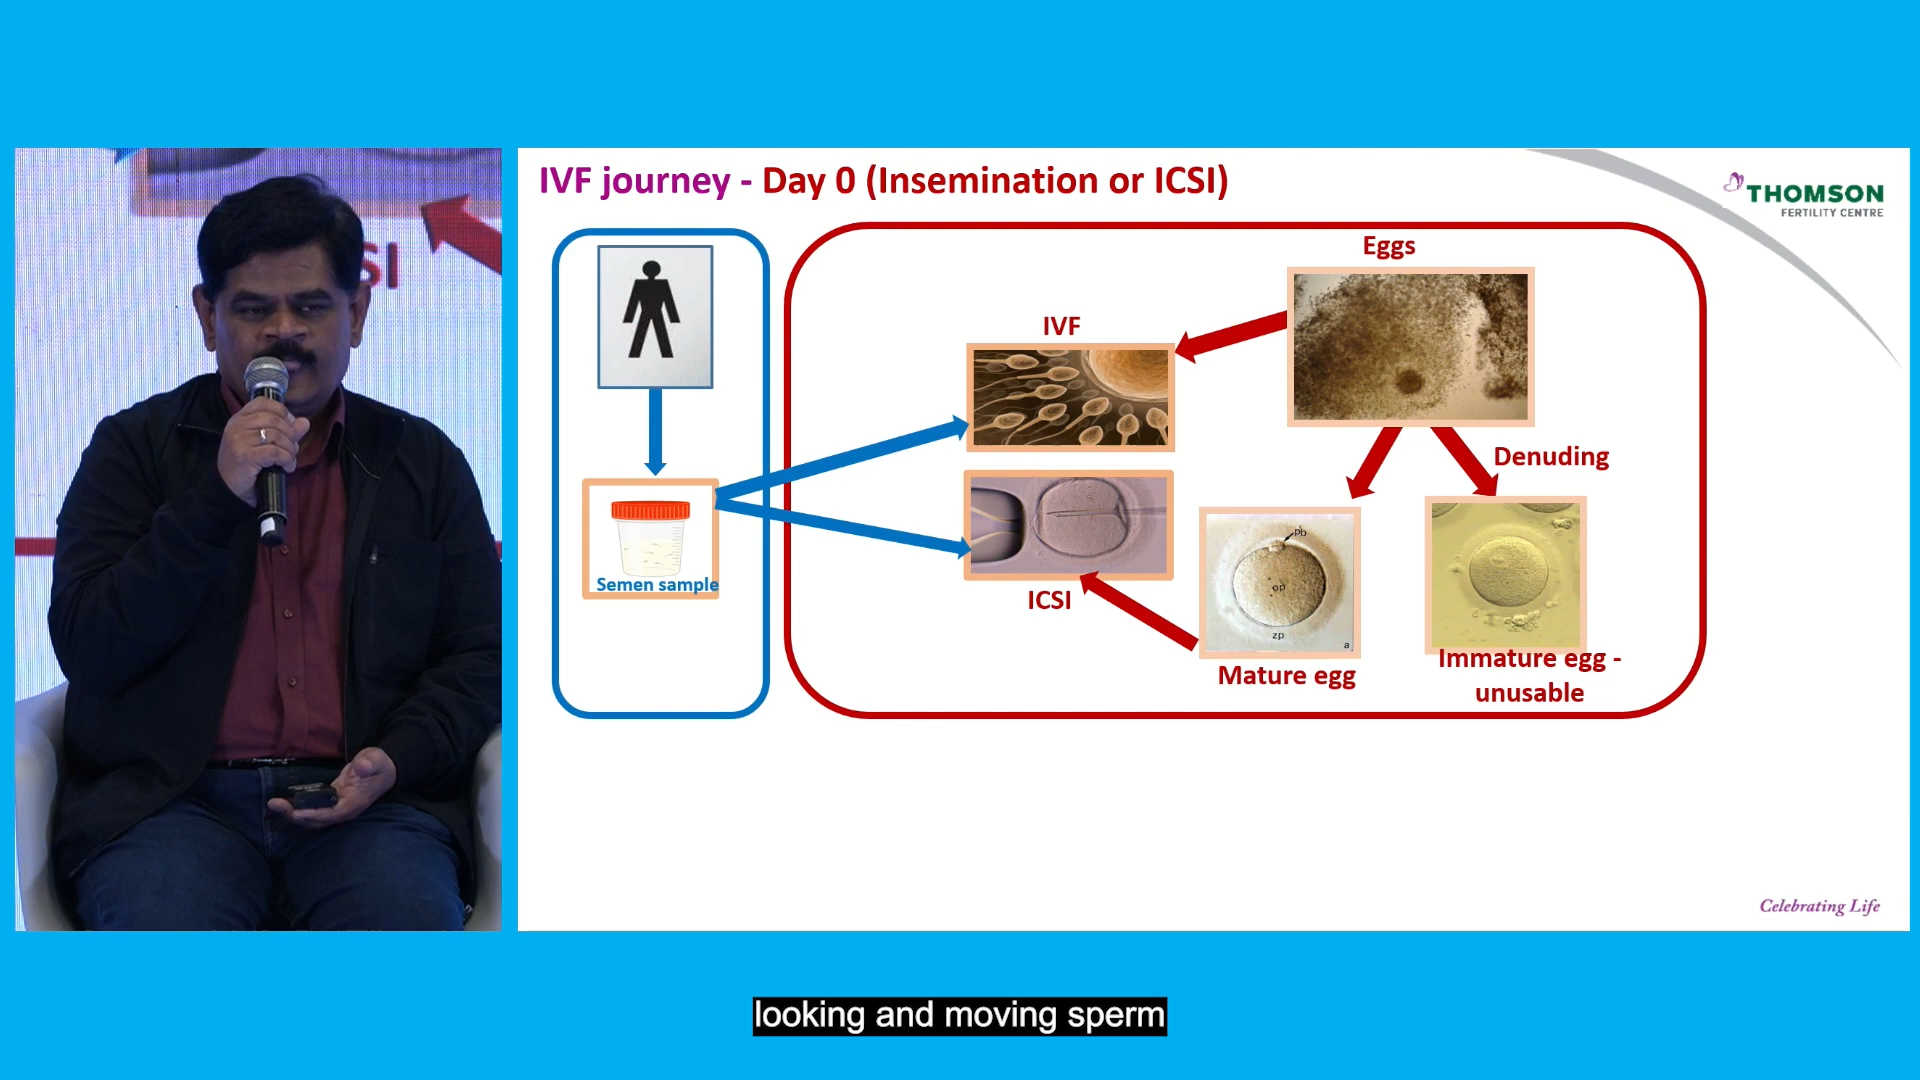 SI
IVF journey - Day 0 (Insemination or ICSI)
THOMSON
FERTILITY CENTRE
Eggs
IVF
Denuding
Semen sample
ICSI
pb
op
zp
a
Mature egg
Immature egg -
unusable
Celebrating Life
looking and moving sperm